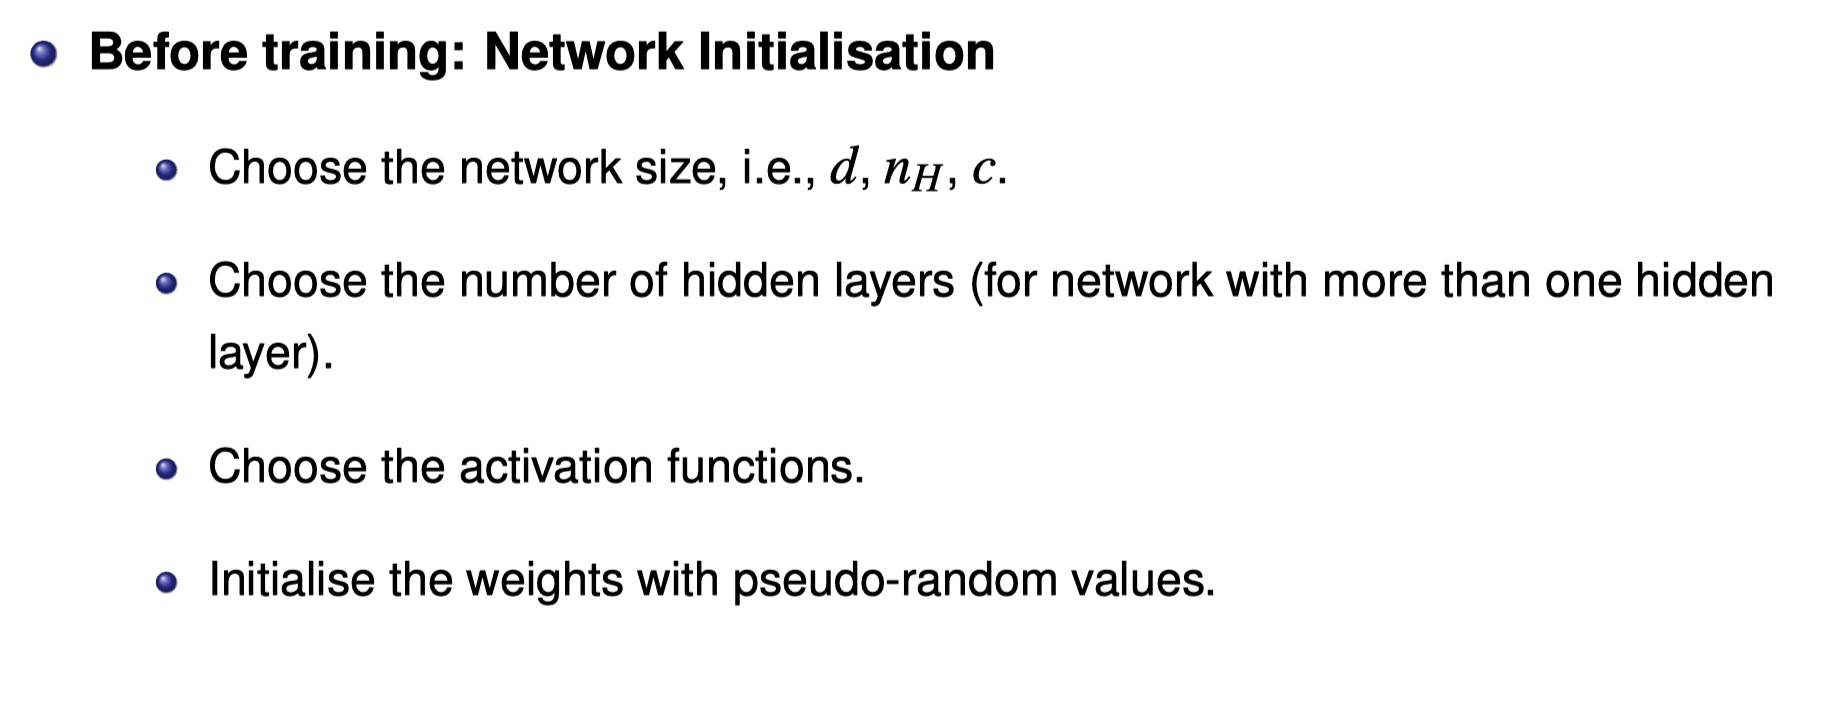 Before training: Network Initialisation
Choose the network size, i.e., d, n_H, c.
Choose the number of hidden layers (for network with more than one hidden
layer).
Choose the activation functions.
Initialise the weights with pseudo-random values.